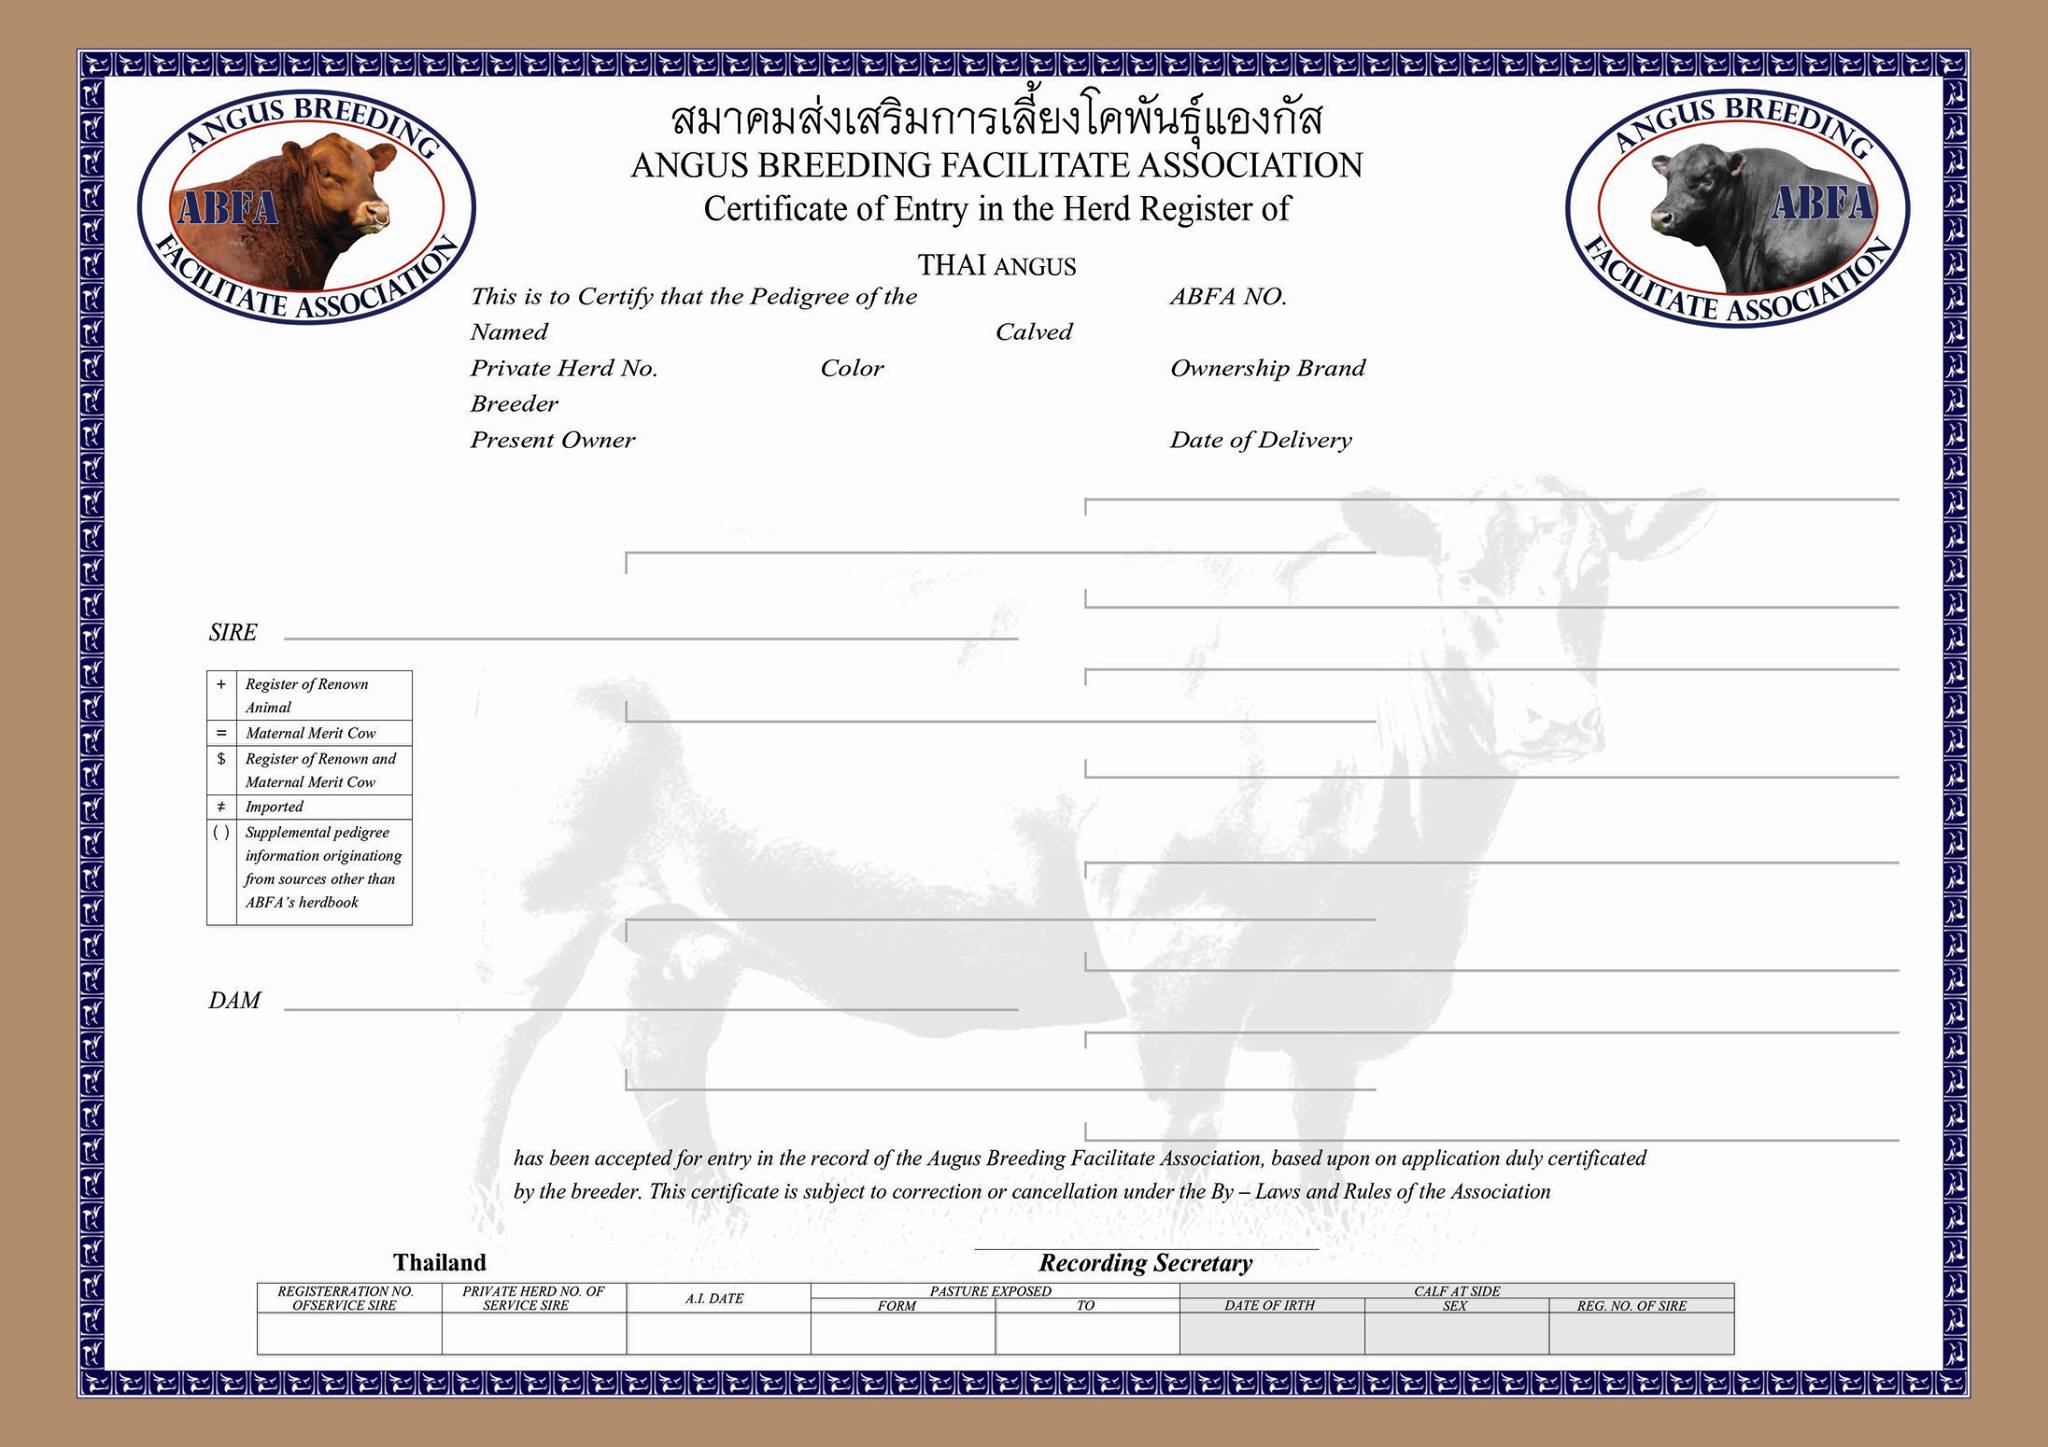 ANGUS BREEDING
ABFA
FACILITATE ASSOCIATION
สมาคมส่งเสริมการเลี้ยงโคพันธุ์แองกัส
ANGUS BREEDING FACILITATE ASSOCIATION
Certificate of Entry in the Herd Register of
THAI ANGUS
ANGUS BREEDING
ABFA
FACILITATE ASSOCIATION
This is to Certify that the Pedigree of the ABFA NO.
Named Calved
Private Herd No. Color Ownership Brand
Breeder
Present Owner Date of Delivery
SIRE
+ Register of Renown
Animal
= Maternal Merit Cow
$ Register of Renown and
Maternal Merit Cow
≠ Imported
( ) Supplemental pedigree
information originationg
from sources other than
ABFA's herdbook
DAM
has been accepted for entry in the record of the Augus Breeding Facilitate Association, based upon on application duly certificated
by the breeder. This certificate is subject to correction or cancellation under the By – Laws and Rules of the Association
Thailand
Recording Secretary
REGISTERRATION NO. PRIVATE HERD NO. OF A.I. DATE PASTURE EXPOSED CALF AT SIDE
OFSERVICE SIRE SERVICE SIRE FORM TO DATE OF IRTH SEX REG. NO. OF SIRE